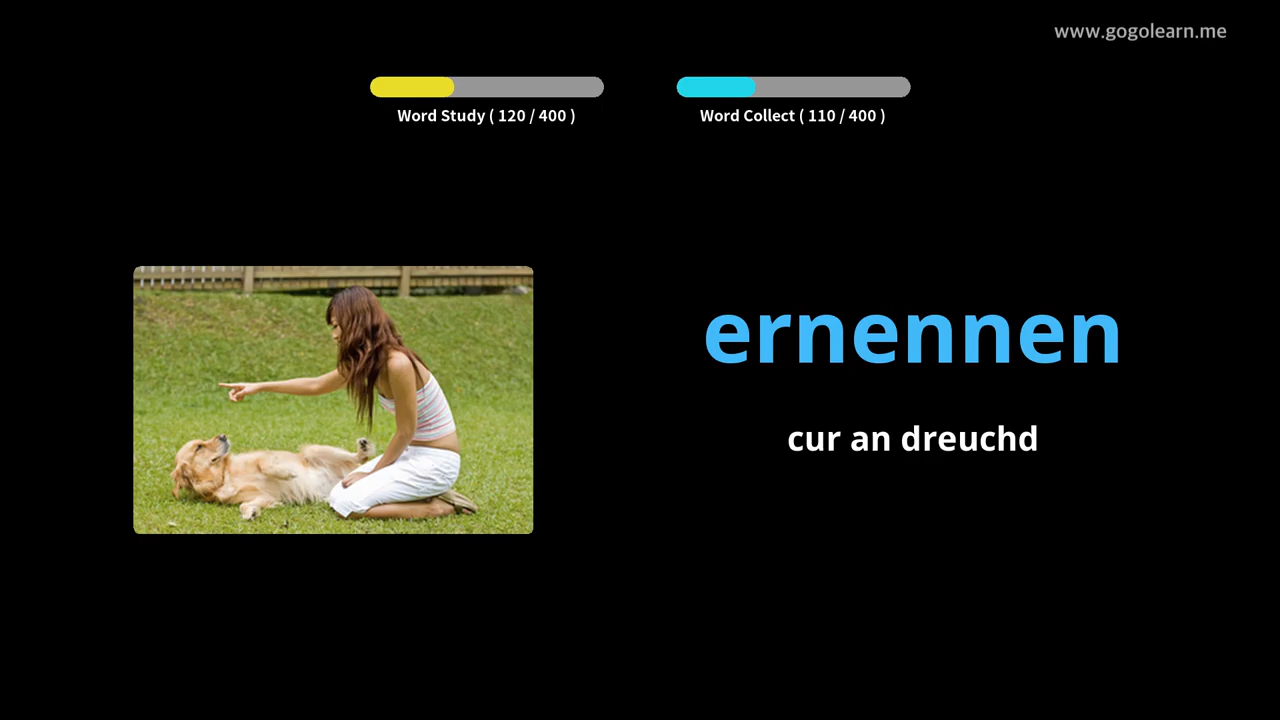 www.gogolearn.me
Word Study ( 120 / 400 )
Word Collect ( 110 / 400 )
ernennen
cur an dreuchd